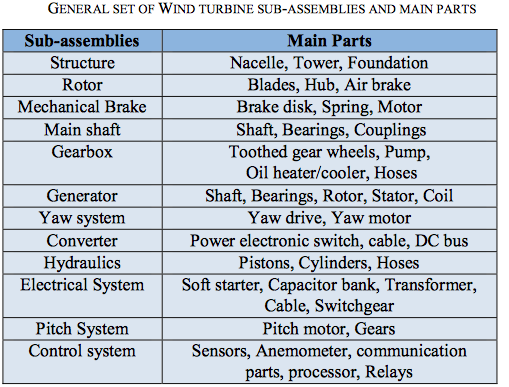 GENERAL SET OF WIND TURBINE SUB-ASSEMBLIES AND MAIN PARTS
Sub-assemblies Main Parts
Structure Nacelle, Tower, Foundation
Rotor Blades, Hub, Air brake
Mechanical Brake Brake disk, Spring, Motor
Main shaft Shaft, Bearings, Couplings
Gearbox Toothed gear wheels, Pump,
Oil heater/cooler, Hoses
Generator Shaft, Bearings, Rotor, Stator, Coil
Yaw system Yaw drive, Yaw motor
Converter Power electronic switch, cable, DC bus
Hydraulics Pistons, Cylinders, Hoses
Electrical System Soft starter, Capacitor bank, Transformer,
Cable, Switchgear
Pitch System Pitch motor, Gears
Control system Sensors, Anemometer, communication
parts, processor, Relays